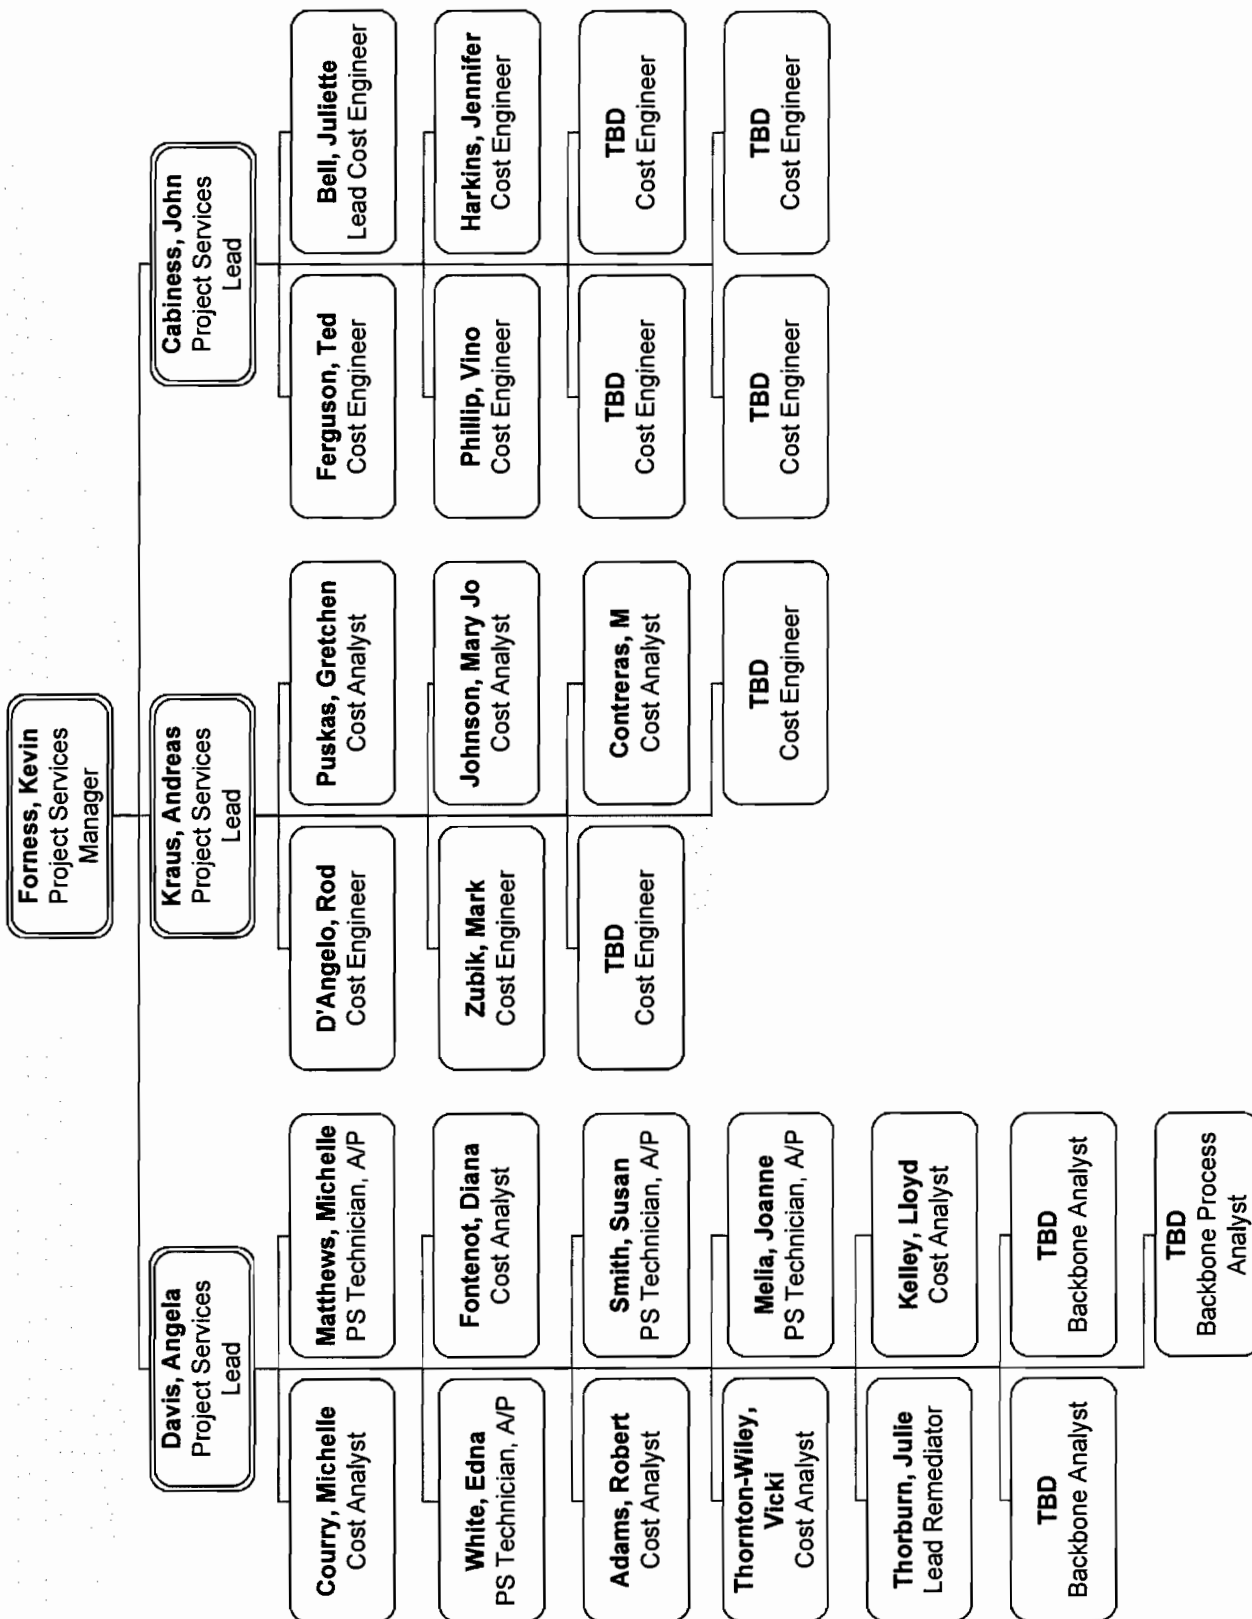 Forness, Kevin
Project Services
Manager
Davis, Angela
Project Services
Lead
Kraus, Andreas
Project Services
Lead
Cabiness, John
Project Services
Lead
Courry, Michelle
Cost Analyst
Matthews, Michelle
PS Technician, A/P
White, Edna
PS Technician, A/P
Fontenot, Diana
Cost Analyst
Adams, Robert
Cost Analyst
Smith, Susan
PS Technician, A/P
Thornton-Wiley,
Vicki
Cost Analyst
Melia, Joanne
PS Technician, A/P
Thorburn, Julie
Lead Remediator
Kelley, Lloyd
Cost Analyst
TBD
Backbone Analyst
TBD
Backbone Analyst
TBD
Backbone Process
Analyst
D'Angelo, Rod
Cost Engineer
Puskas, Gretchen
Cost Analyst
Zubik, Mark
Cost Engineer
Johnson, Mary Jo
Cost Analyst
TBD
Cost Engineer
Contreras, M
Cost Analyst
TBD
Cost Engineer
Ferguson, Ted
Cost Engineer
Bell, Juliette
Lead Cost Engineer
Phillip, Vino
Cost Engineer
Harkins, Jennifer
Cost Engineer
TBD
Cost Engineer
TBD
Cost Engineer
TBD
Cost Engineer
TBD
Cost Engineer